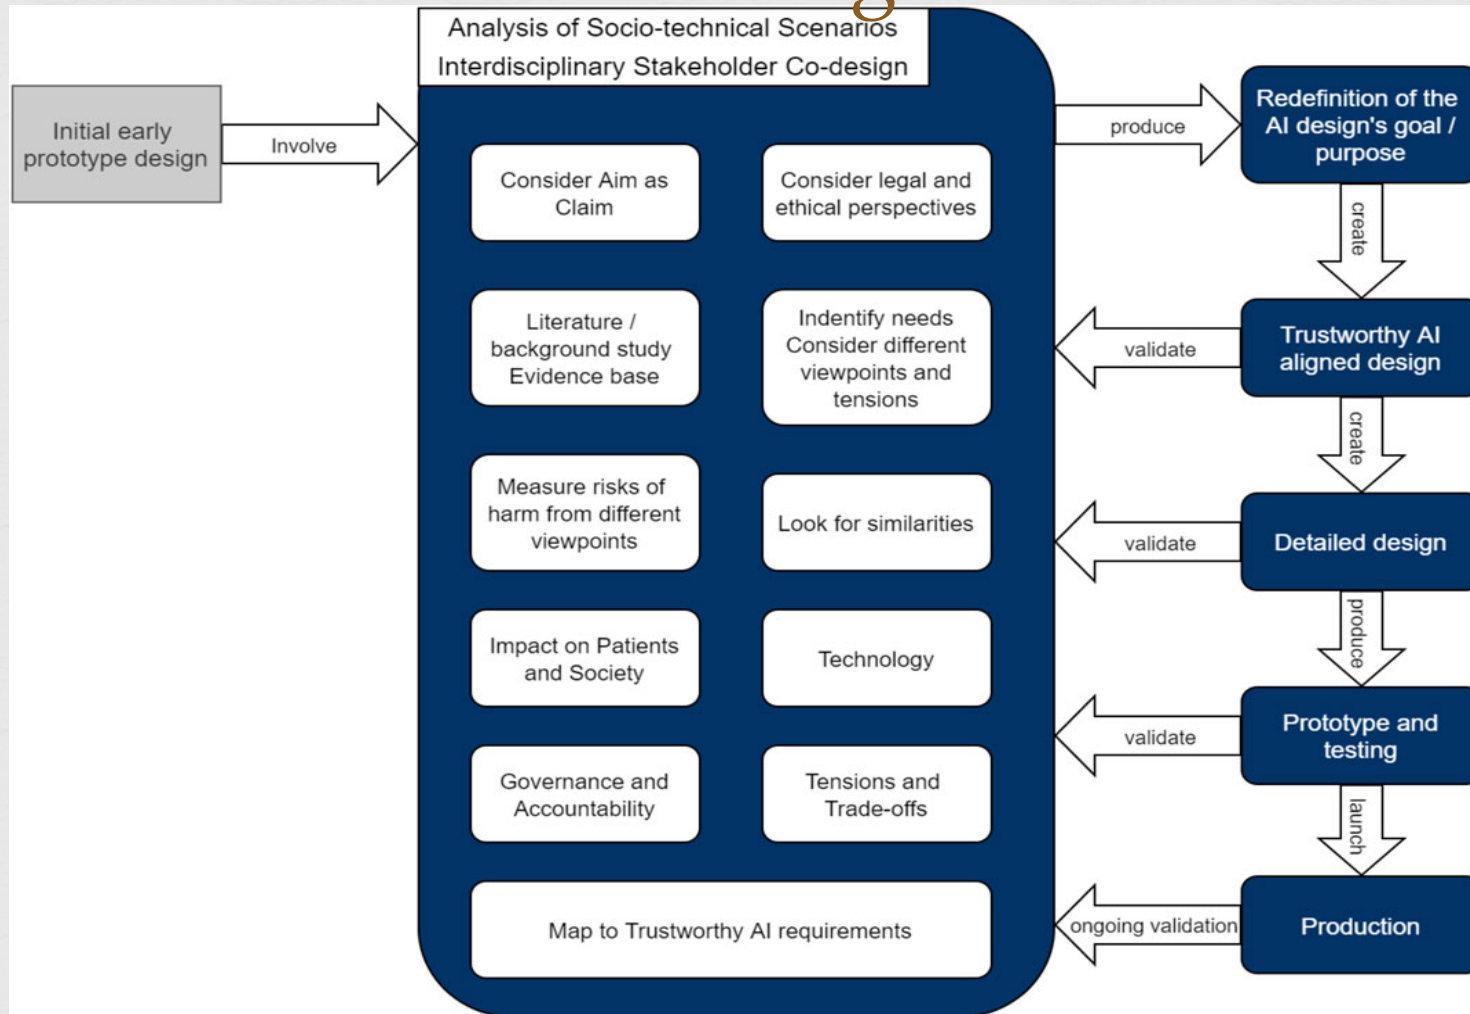 Analysis of Socio-technical Scenarios
Interdisciplinary Stakeholder Co-design
Initial early
prototype design
Involve
Consider Aim as
Claim
Consider legal and
ethical perspectives
Literature /
background study
Evidence base
Indentify needs
Consider different
viewpoints and
tensions
Measure risks of
harm from different
viewpoints
Look for similarities
Impact on Patients
and Society
Technology
Governance and
Accountability
Tensions and
Trade-offs
Map to Trustworthy AI requirements
produce
Redefinition of the
AI design's goal /
purpose
create
validate
Trustworthy AI
aligned design
create
validate
Detailed design
produce
validate
Prototype and
testing
launch
ongoing validation
Production